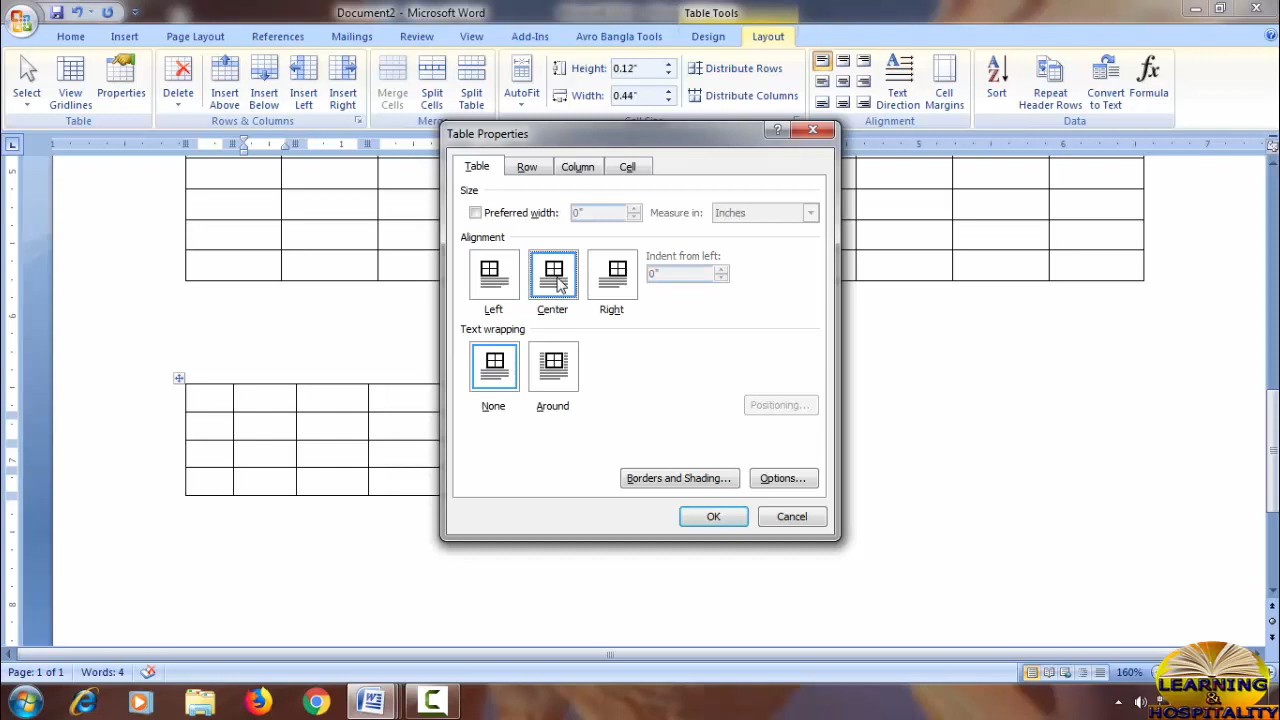 Document2 - Microsoft Word
Table Tools
Home Insert Page Layout References Mailings Review View Add-Ins Avro Bangla Tools Design Layout
Select
View Gridlines
Properties
Delete
Insert Above
Insert Below
Insert Left
Insert Right
Merge Cells
Split Cells
Split Table
AutoFit
Height: 0.12"
Width: 0.44"
Distribute Rows
Distribute Columns
Text Direction
Cell Margins
Sort
Repeat Header Rows
Convert to Text
Formula
Table Rows & Columns Alignment Data
Table Properties
Table Row Column Cell
Size
Preferred width: 0" Measure in: Inches
Alignment
Left Center Right
Indent from left:
0"
Text wrapping
None Around
Positioning...
Borders and Shading... Options...
OK Cancel
Page: 1 of 1 Words: 4 160%
LEARNING
&
HOSPITALITY